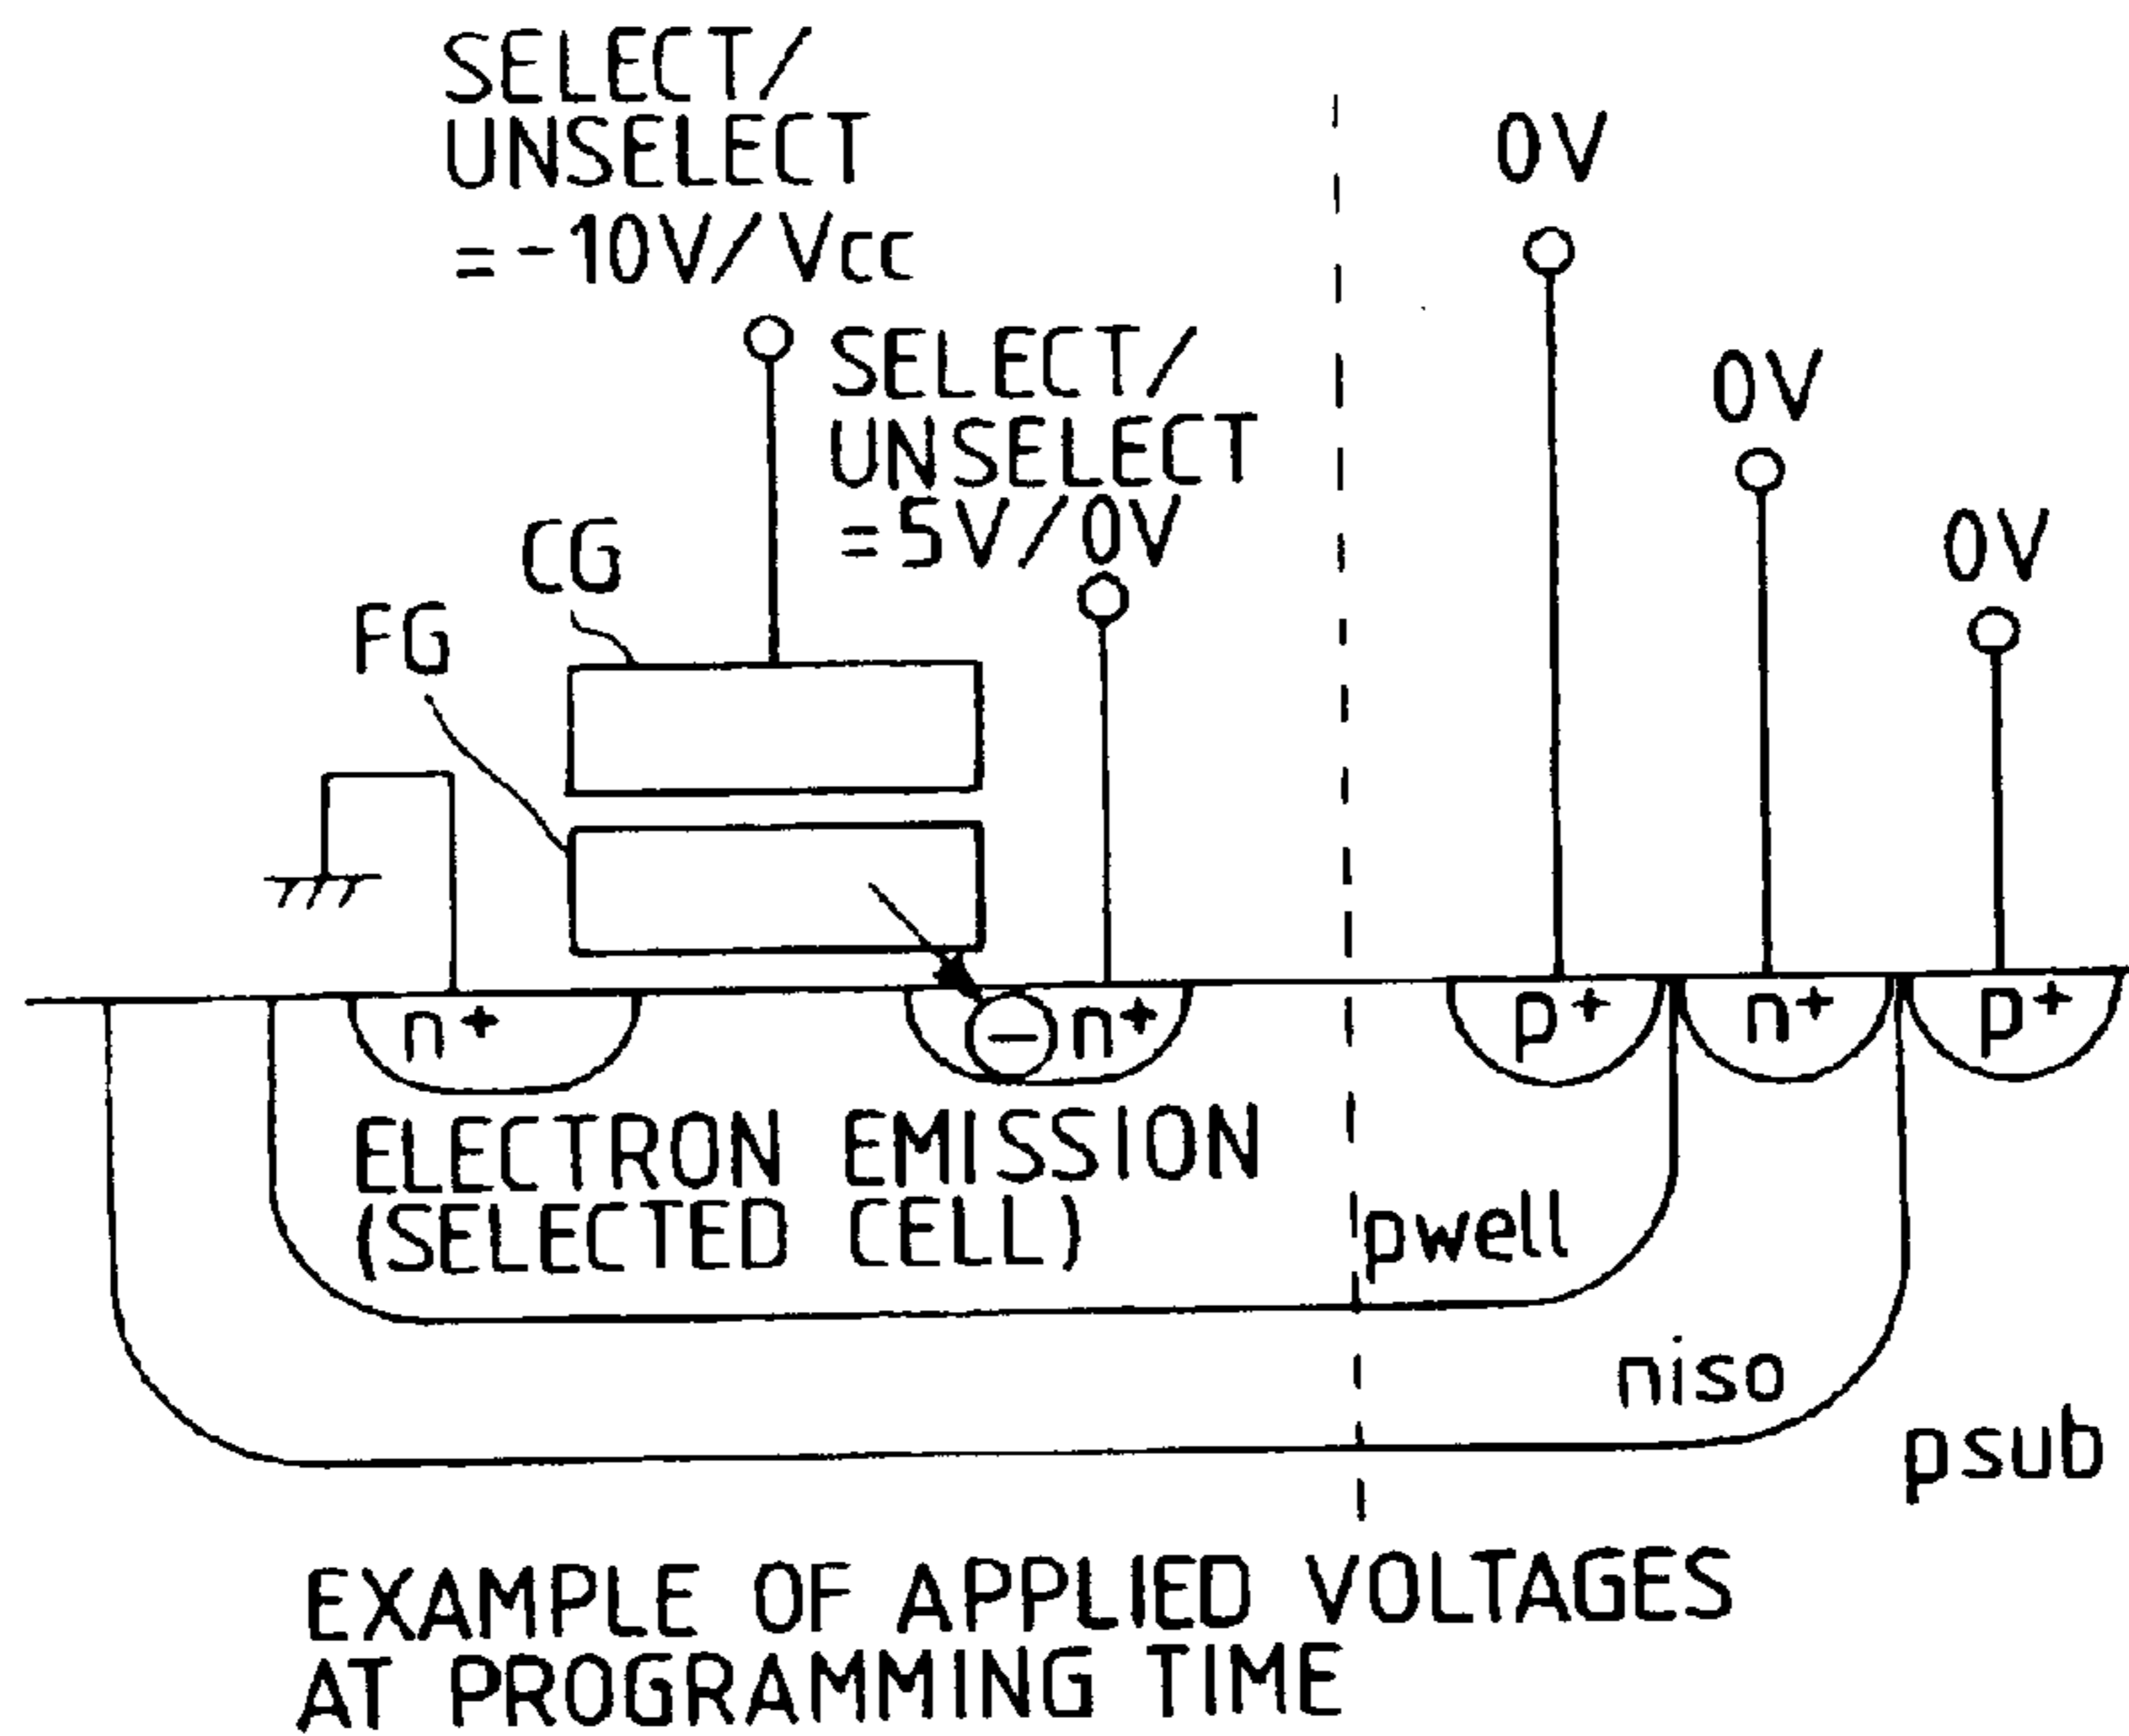 SELECT/
UNSELECT
=-10V/Vcc
SELECT/
UNSELECT
=5V/0V
0V
0V
0V
CG
FG
n+
- n+
p+
n+
p+
ELECTRON EMISSION
(SELECTED CELL)
pwell
niso
psub
EXAMPLE OF APPLIED VOLTAGES
AT PROGRAMMING TIME